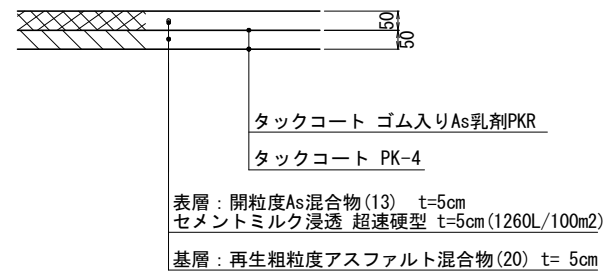 50
50
タックコート ゴム入りAs乳剤PKR
タックコート PK-4
表層：開粒度As混合物(13) t=5cm
セメントミルク浸透 超速硬型 t=5cm(1260L/100m2)
基層：再生粗粒度アスファルト混合物(20) t= 5cm